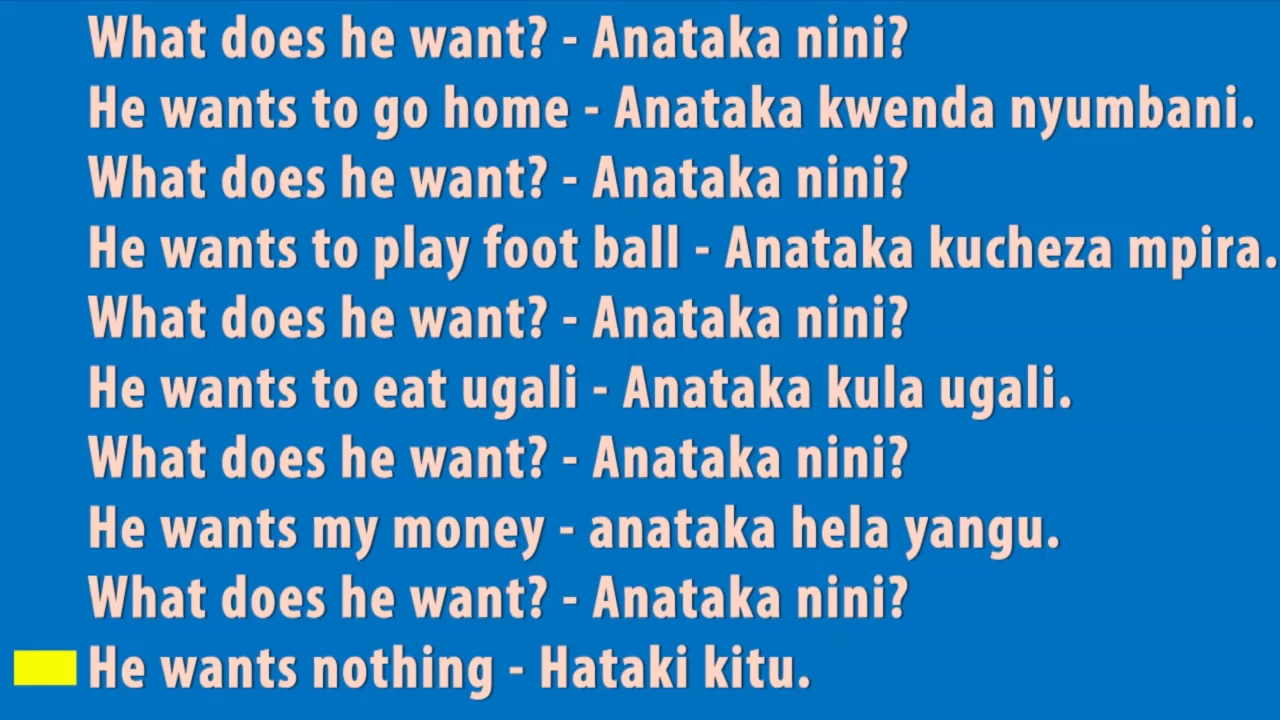 What does he want? - Anataka nini?
He wants to go home - Anataka kwenda nyumbani.
What does he want? - Anataka nini?
He wants to play foot ball - Anataka kucheza mpira.
What does he want? - Anataka nini?
He wants to eat ugali - Anataka kula ugali.
What does he want? - Anataka nini?
He wants my money - anataka hela yangu.
What does he want? - Anataka nini?
He wants nothing - Hataki kitu.